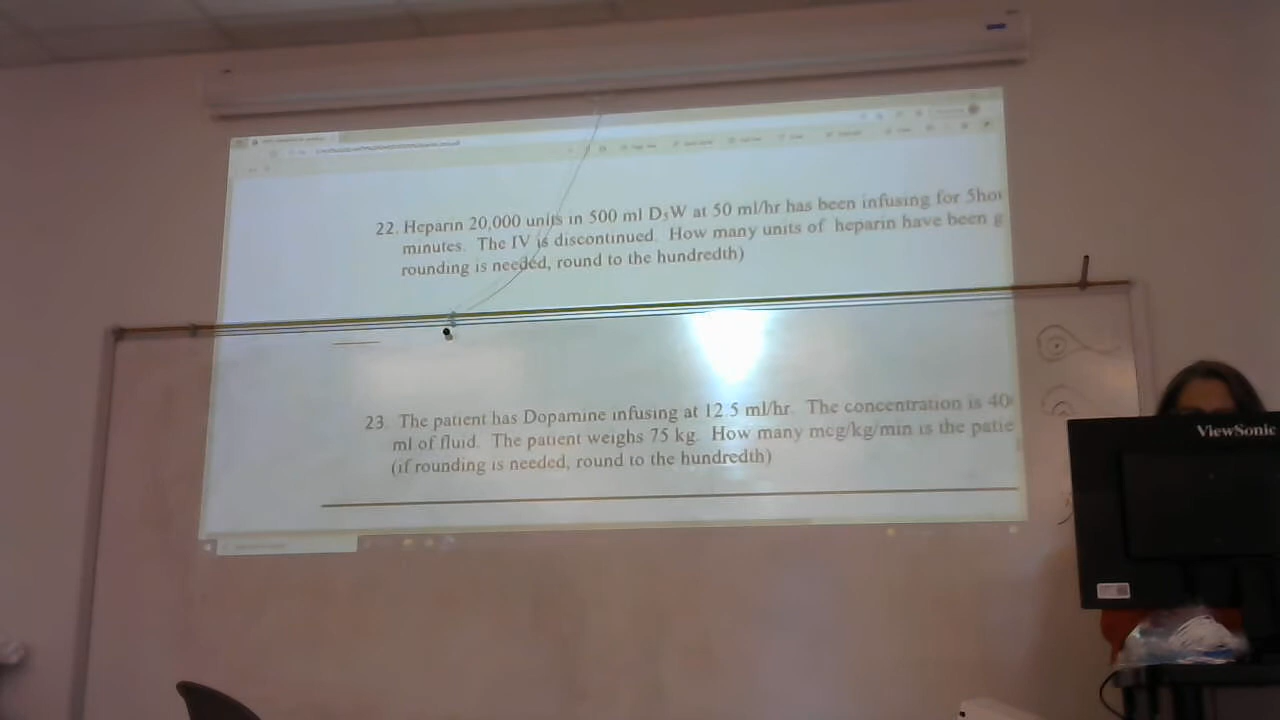 22. Heparin 20,000 units in 500 ml D5W at 50 ml/hr has been infusing for 5hou
minutes. The IV is discontinued. How many units of heparin have been g
rounding is needed, round to the hundredth)
23. The patient has Dopamine infusing at 12.5 ml/hr. The concentration is 40
ml of fluid. The patient weighs 75 kg. How many mcg/kg/min is the patie
(if rounding is needed, round to the hundredth)
ViewSonic